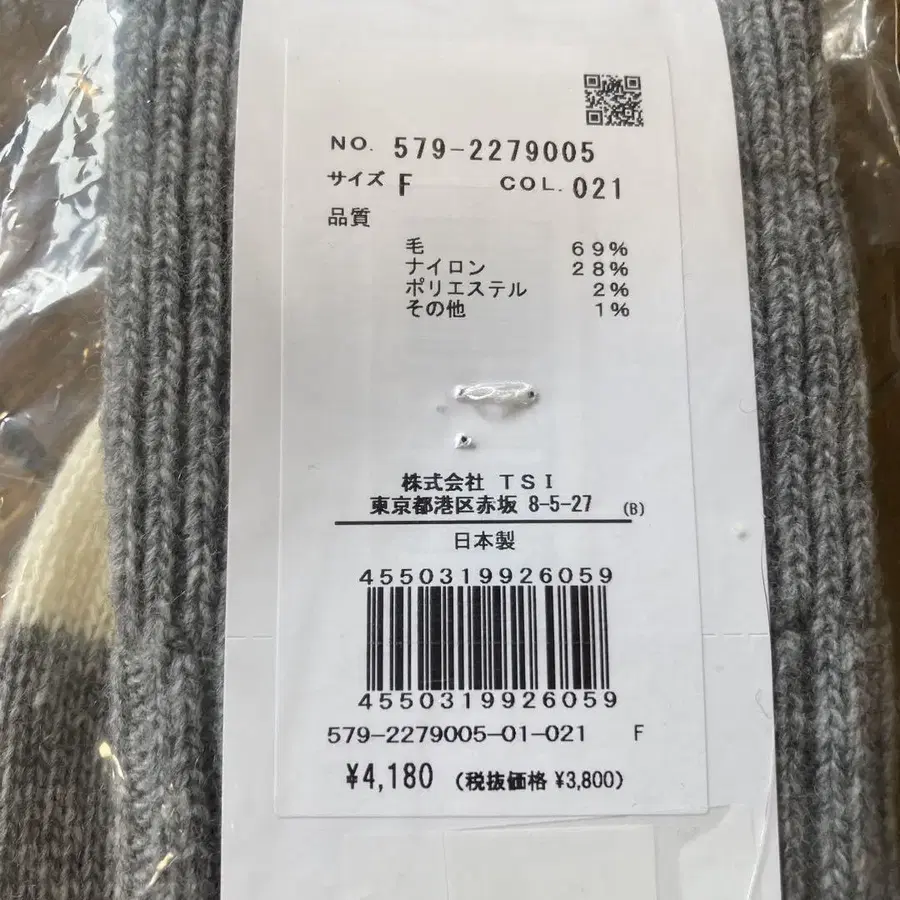 NO. 579-2279005
サイズ F COL. 021
品質
毛 69%
ナイロン 28%
ポリエステル 2%
その他 1%
株式会社 TSI
東京都港区赤坂 8-5-27 (B)
日本製
4550319926059
4550319926059
579-2279005-01-021 F
¥4,180 (税抜価格 ¥3,800)